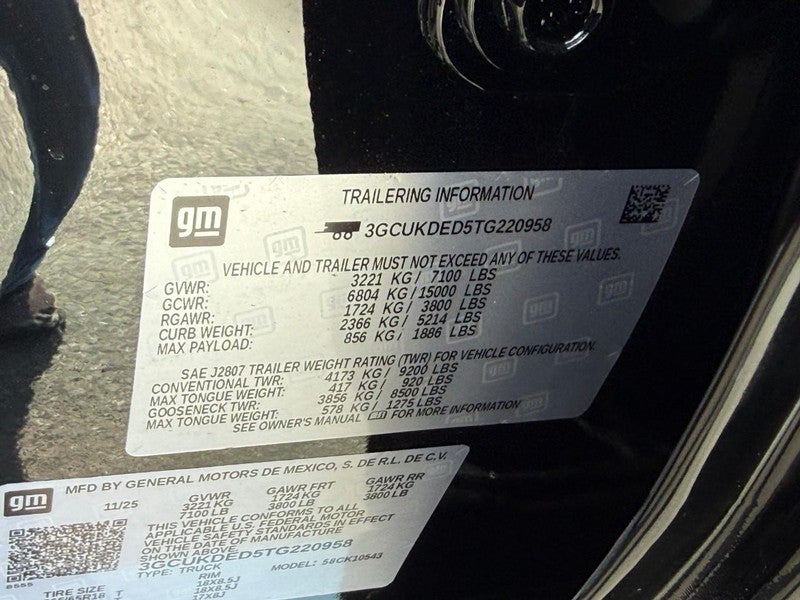 gm
TRAILERING INFORMATION
3GCUKDED5TG220958
VEHICLE AND TRAILER MUST NOT EXCEED ANY OF THESE VALUES.
GVWR: 3221 KG / 7100 LBS
GCWR: 6804 KG / 15000 LBS
RGAWR: 1724 KG / 3800 LBS
CURB WEIGHT: 2366 KG / 5214 LBS
MAX PAYLOAD: 856 KG / 1886 LBS
SAE J2807 TRAILER WEIGHT RATING (TWR) FOR VEHICLE CONFIGURATION.
CONVENTIONAL TWR: 4173 KG / 9200 LBS
MAX TONGUE WEIGHT: 417 KG / 920 LBS
GOOSENECK TWR: 3856 KG / 8500 LBS
MAX TONGUE WEIGHT: 578 KG / 1275 LBS
SEE OWNER'S MANUAL FOR MORE INFORMATION
gm
MFD BY GENERAL MOTORS DE MEXICO, S. DE R.L. DE C.V.
11/25 GVWR GAWR FRT GAWR RR
3221 KG 1724 KG 1724 KG
7100 LB 3800 LB 3800 LB
THIS VEHICLE CONFORMS TO ALL
APPLICABLE U.S. FEDERAL MOTOR
VEHICLE SAFETY STANDARDS IN EFFECT
ON THE DATE OF MANUFACTURE
SHOWN ABOVE.
3GCUKDED5TG220958
TYPE: TRUCK MODEL: 58CK10543
TIRE SIZE RIM
18X8.5J
18X8.5J
17X8J